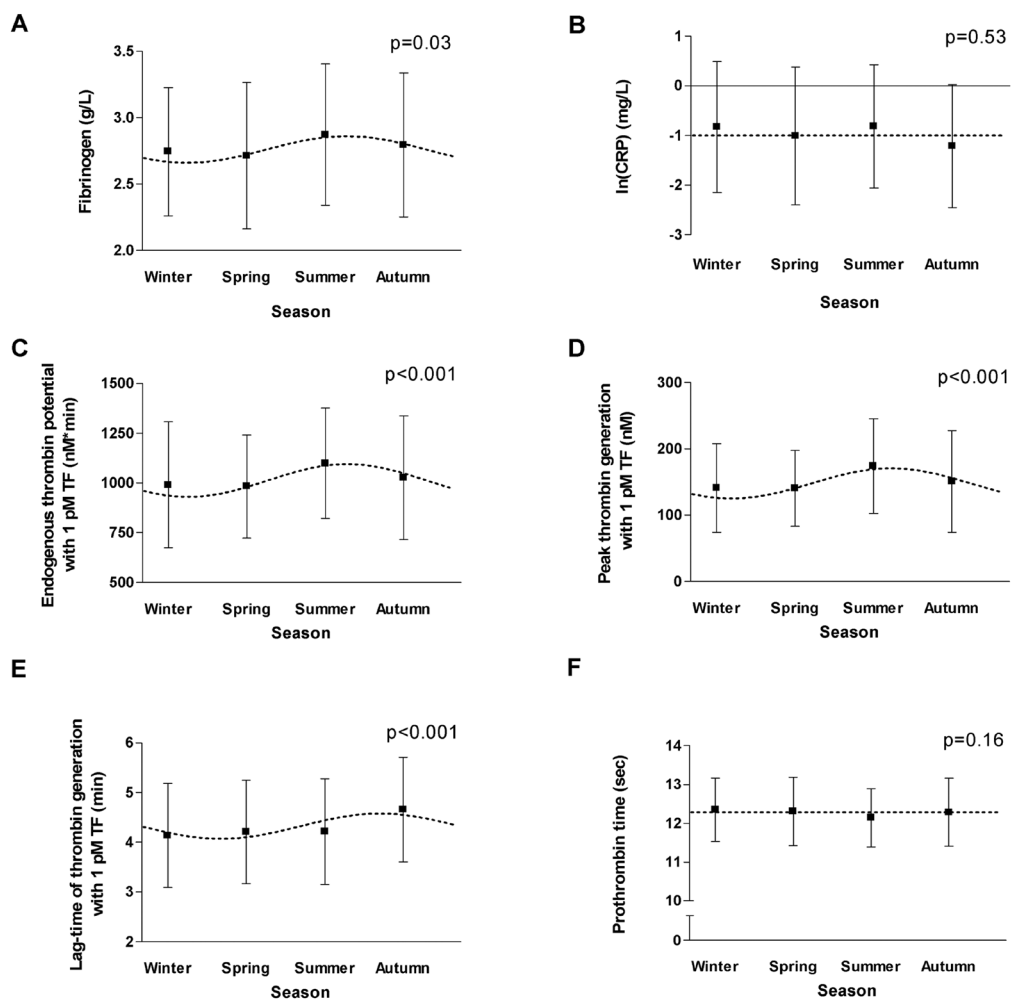 A
p=0.03
Fibrinogen (g/L)
3.5
3.0
2.5
2.0
Winter Spring Summer Autumn
Season
B
p=0.53
ln(CRP) (mg/L)
1
0
-1
-2
-3
Winter Spring Summer Autumn
Season
C
p<0.001
Endogenous thrombin potential
with 1 pM TF (nM*min)
1500
1250
1000
750
500
Winter Spring Summer Autumn
Season
D
p<0.001
Peak thrombin generation
with 1 pM TF (nM)
300
200
100
0
Winter Spring Summer Autumn
Season
E
p<0.001
Lag-time of thrombin generation
with 1 pM TF (min)
6
5
4
3
2
Winter Spring Summer Autumn
Season
F
p=0.16
Prothrombin time (sec)
14
13
12
11
10
0
Winter Spring Summer Autumn
Season